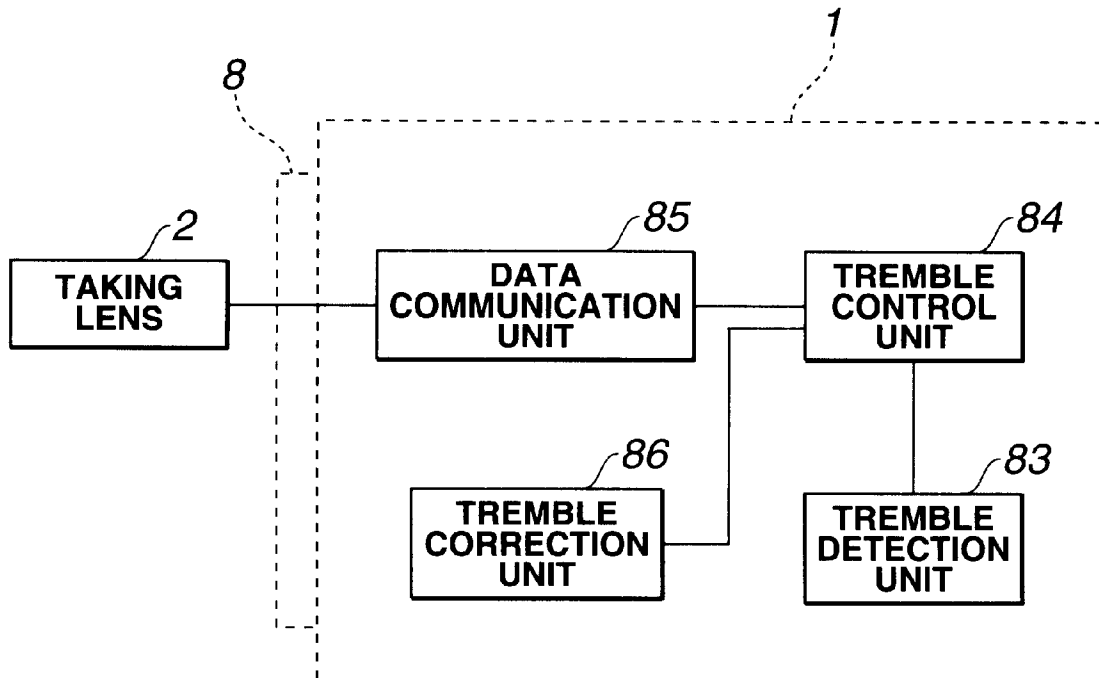 1
8
2
TAKING
LENS
85
DATA
COMMUNICATION
UNIT
84
TREMBLE
CONTROL
UNIT
86
TREMBLE
CORRECTION
UNIT
83
TREMBLE
DETECTION
UNIT